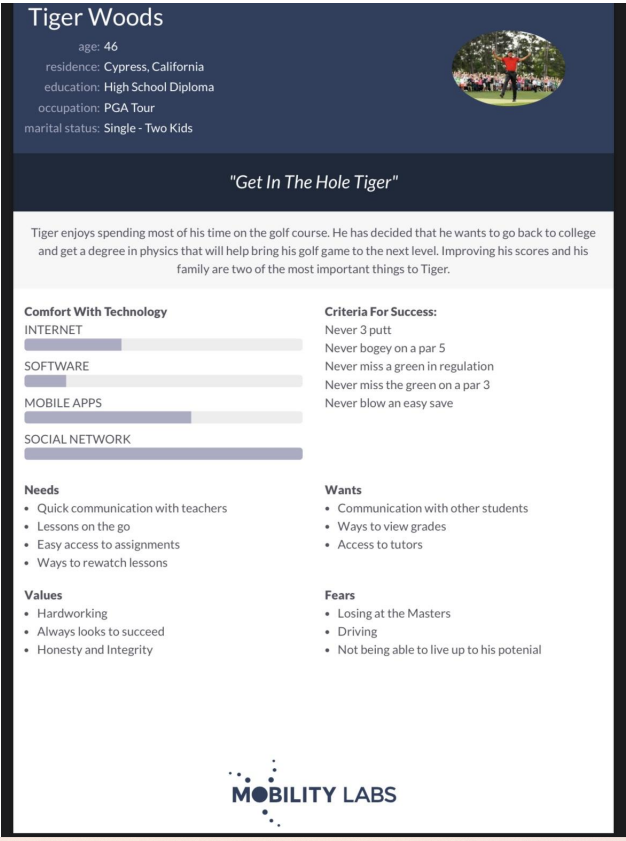 Tiger Woods
age: 46
residence: Cypress, California
education: High School Diploma
occupation: PGA Tour
marital status: Single - Two Kids
"Get In The Hole Tiger"
Tiger enjoys spending most of his time on the golf course. He has decided that he wants to go back to college
and get a degree in physics that will help bring his golf game to the next level. Improving his scores and his
family are two of the most important things to Tiger.
Comfort With Technology
INTERNET
SOFTWARE
MOBILE APPS
SOCIAL NETWORK
Criteria For Success:
Never 3 putt
Never bogey on a par 5
Never miss a green in regulation
Never miss the green on a par 3
Never blow an easy save
Needs
• Quick communication with teachers
• Lessons on the go
• Easy access to assignments
• Ways to rewatch lessons
Wants
• Communication with other students
• Ways to view grades
• Access to tutors
Values
• Hardworking
• Always looks to succeed
• Honesty and Integrity
Fears
• Losing at the Masters
• Driving
• Not being able to live up to his potenial
MOBILITY LABS